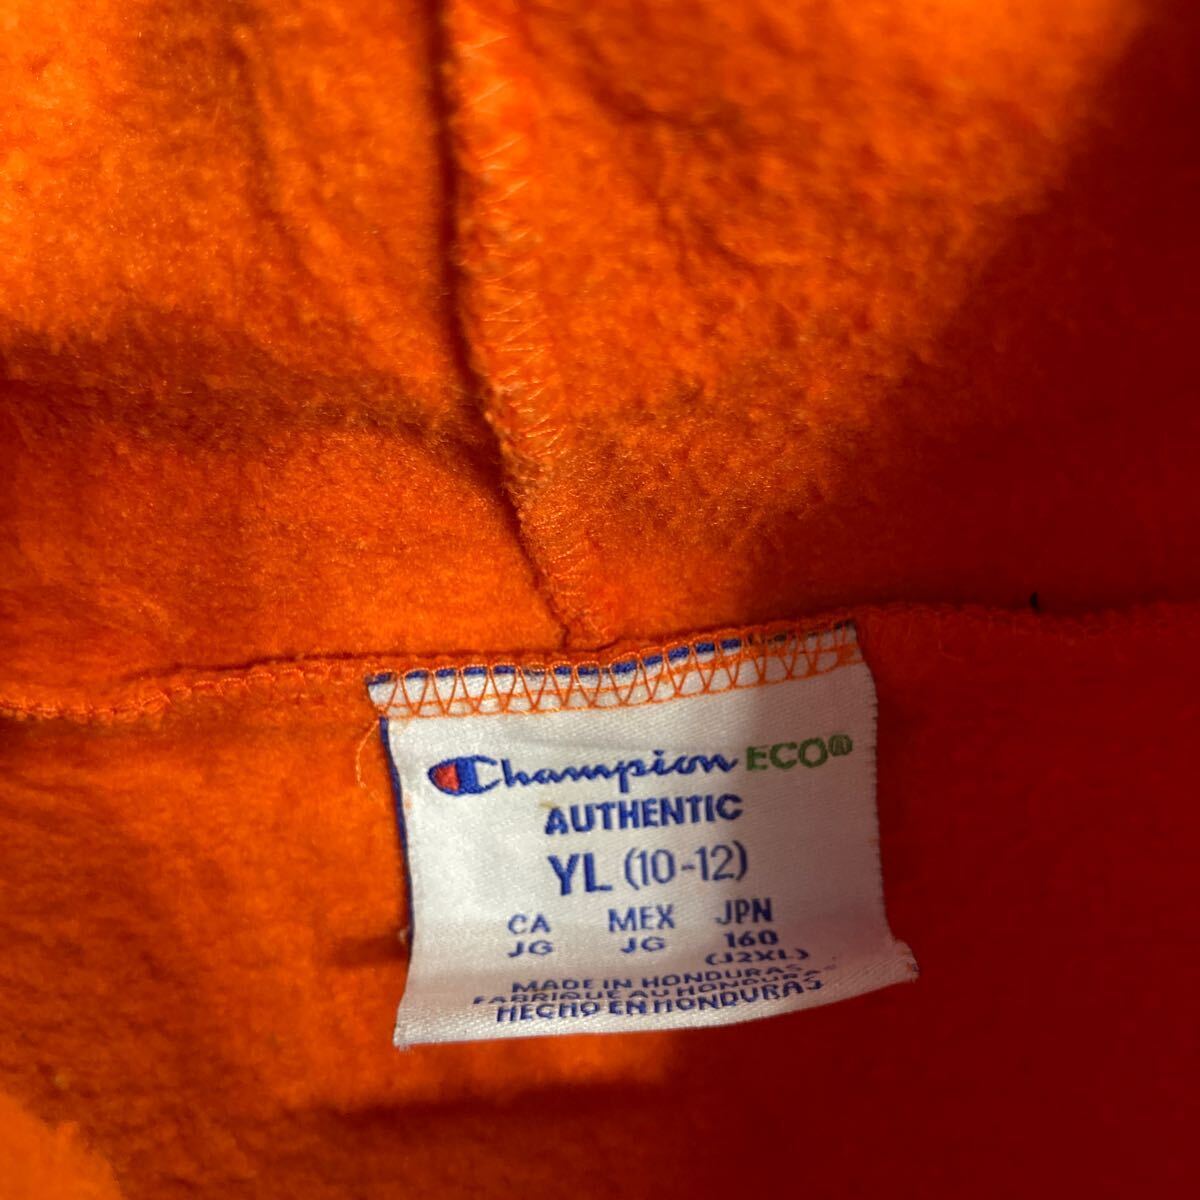 Champion ECO®
AUTHENTIC
YL (10-12)
CA MEX JPN
JG JG 160
(J2XL)
MADE IN HONDURAS
FABRIQUÉ AU HONDURAS
HECHO EN HONDURAS